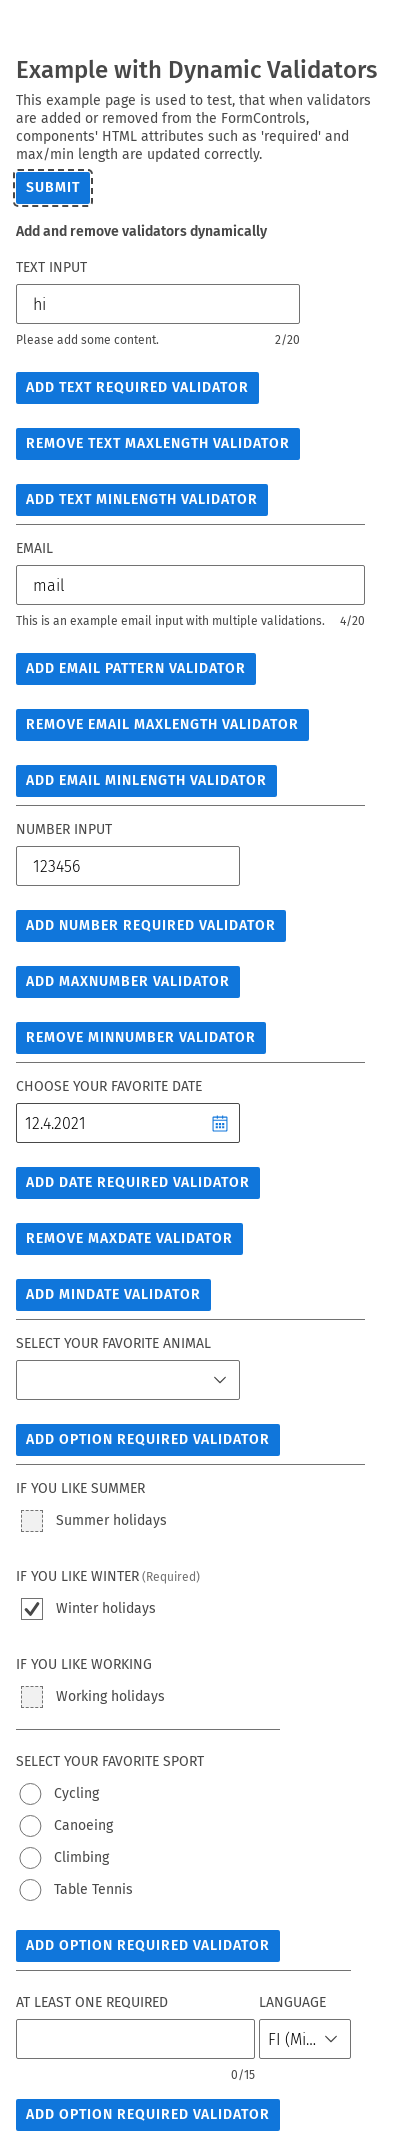 Example with Dynamic Validators
This example page is used to test, that when validators
are added or removed from the FormControls,
components' HTML attributes such as 'required' and
max/min length are updated correctly.
SUBMIT
Add and remove validators dynamically
TEXT INPUT
hi
Please add some content. 2/20
ADD TEXT REQUIRED VALIDATOR
REMOVE TEXT MAXLENGTH VALIDATOR
ADD TEXT MINLENGTH VALIDATOR
EMAIL
mail
This is an example email input with multiple validations. 4/20
ADD EMAIL PATTERN VALIDATOR
REMOVE EMAIL MAXLENGTH VALIDATOR
ADD EMAIL MINLENGTH VALIDATOR
NUMBER INPUT
123456
ADD NUMBER REQUIRED VALIDATOR
ADD MAXNUMBER VALIDATOR
REMOVE MINNUMBER VALIDATOR
CHOOSE YOUR FAVORITE DATE
12.4.2021
ADD DATE REQUIRED VALIDATOR
REMOVE MAXDATE VALIDATOR
ADD MINDATE VALIDATOR
SELECT YOUR FAVORITE ANIMAL
ADD OPTION REQUIRED VALIDATOR
IF YOU LIKE SUMMER
Summer holidays
IF YOU LIKE WINTER (Required)
Winter holidays
IF YOU LIKE WORKING
Working holidays
SELECT YOUR FAVORITE SPORT
Cycling
Canoeing
Climbing
Table Tennis
ADD OPTION REQUIRED VALIDATOR
AT LEAST ONE REQUIRED LANGUAGE
FI (Mi...
0/15
ADD OPTION REQUIRED VALIDATOR